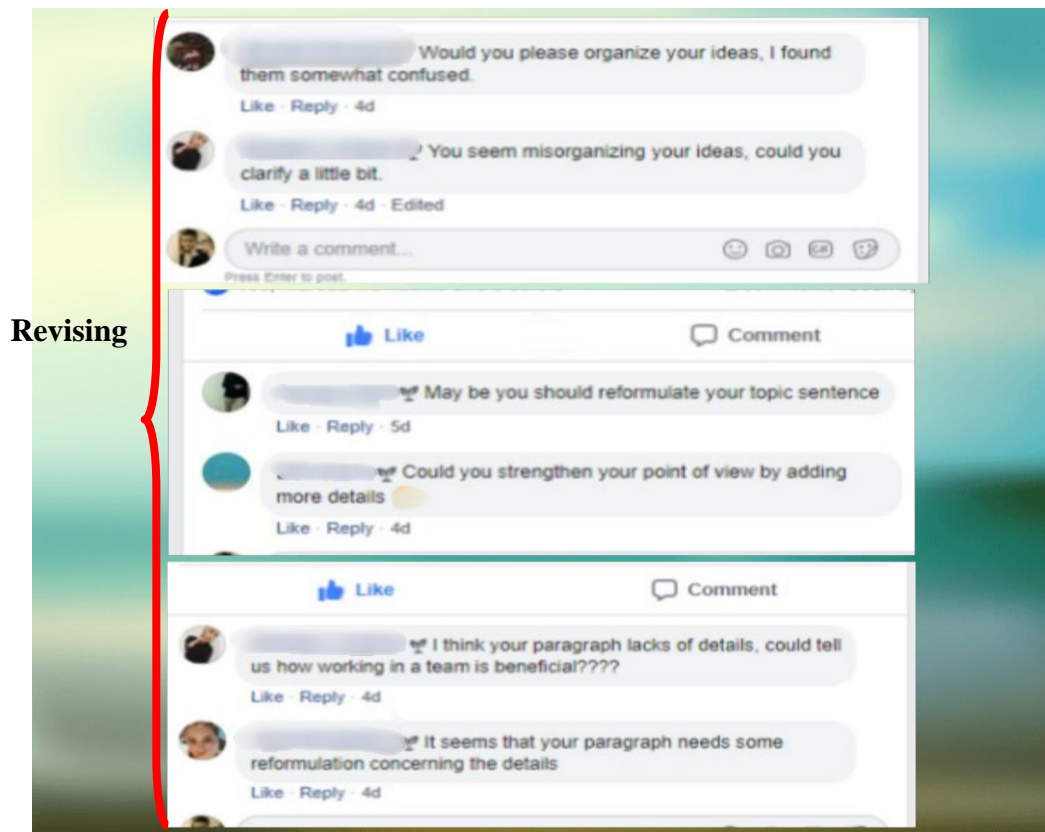 Would you please organize your ideas, I found
them somewhat confused.
Like · Reply · 4d
You seem misorganizing your ideas, could you
clarify a little bit.
Like · Reply · 4d · Edited
Write a comment...
GIF
Press Enter to post.
Revising
Like
Comment
May be you should reformulate your topic sentence
Like · Reply · 5d
Could you strengthen your point of view by adding
more details
Like · Reply · 4d
Like
Comment
I think your paragraph lacks of details, could tell
us how working in a team is beneficial????
Like · Reply · 4d
It seems that your paragraph needs some
reformulation concerning the details
Like · Reply · 4d